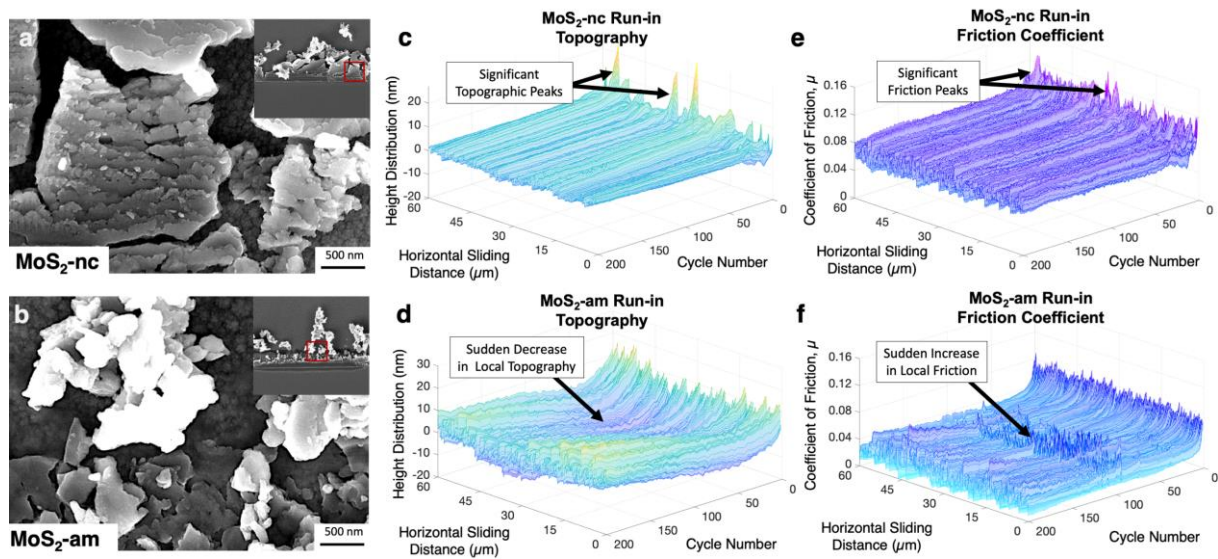 a
MoS₂-nc
500 nm
b
MoS₂-am
500 nm
c
MoS₂-nc Run-in
Topography
Significant
Topographic Peaks
Height Distribution (nm)
20
10
0
-10
-20
60
45
30
15
0
Horizontal Sliding
Distance (µm)
200
150
100
50
0
Cycle Number
d
MoS₂-am Run-in
Topography
Sudden Decrease
in Local Topography
Height Distribution (nm)
30
20
10
0
-10
-20
60
45
30
15
0
Horizontal Sliding
Distance (µm)
200
150
100
50
0
Cycle Number
e
MoS₂-nc Run-in
Friction Coefficient
Significant
Friction Peaks
Coefficient of Friction, µ
0.16
0.12
0.08
0.04
0
60
45
30
15
0
Horizontal Sliding
Distance (µm)
200
150
100
50
0
Cycle Number
f
MoS₂-am Run-in
Friction Coefficient
Sudden Increase
in Local Friction
Coefficient of Friction, µ
0.16
0.12
0.08
0.04
0
60
45
30
15
0
Horizontal Sliding
Distance (µm)
200
150
100
50
0
Cycle Number